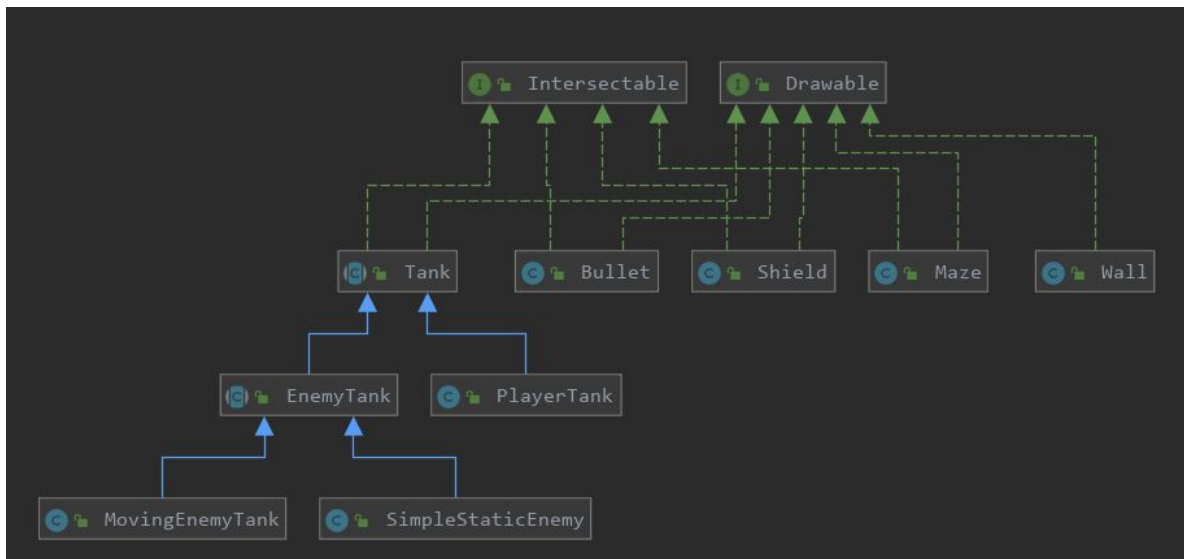 Intersectable
Drawable
Tank
Bullet
Shield
Maze
Wall
EnemyTank
PlayerTank
MovingEnemyTank
SimpleStaticEnemy